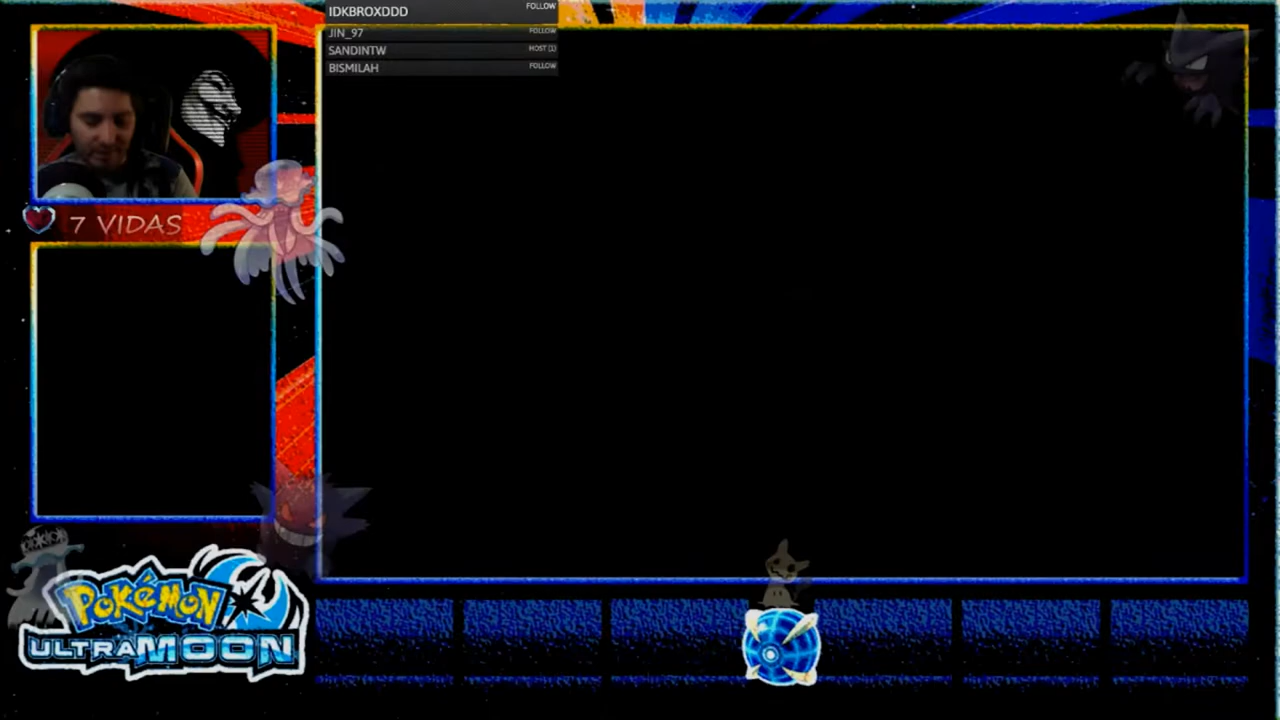 IDKBROXDDD FOLLOW
JIN_97 FOLLOW
SANDINTW HOST (1)
BISMILAH FOLLOW
7 VIDAS
POKÉMON
ULTRAMOON